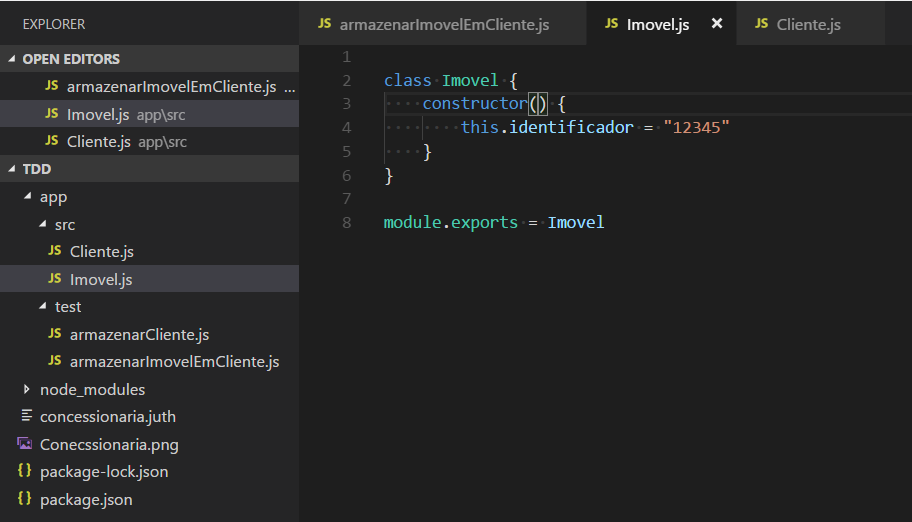 EXPLORER
OPEN EDITORS
JS armazenarImovelEmCliente.js ...
JS Imovel.js app\src
JS Cliente.js app\src
TDD
app
src
JS Cliente.js
JS Imovel.js
test
JS armazenarCliente.js
JS armazenarImovelEmCliente.js
node_modules
concessionaria.juth
Conecssionaria.png
{} package-lock.json
{} package.json
JS armazenarImovelEmCliente.js JS Imovel.js × JS Cliente.js
1
2 class Imovel {
3 constructor() {
4 this.identificador = "12345"
5 }
6 }
7
8 module.exports = Imovel